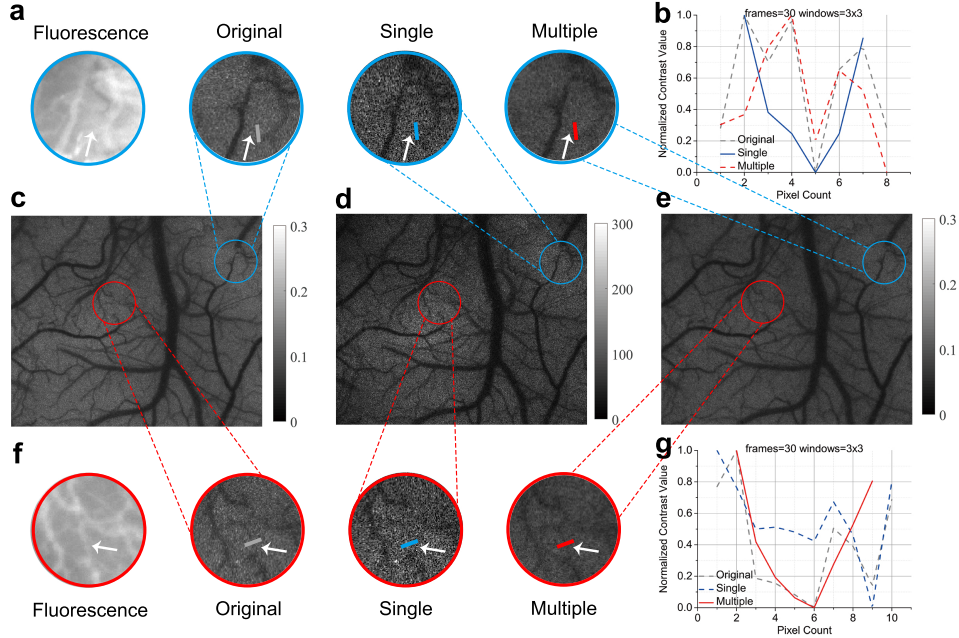 a
Fluorescence Original Single Multiple
b
frames=30 windows=3x3
Normalized Contrast Value
1.0
0.8
0.6
0.4
0.2
0.0
Original
Single
Multiple
0 2 4 6 8
Pixel Count
c
0.3
0.2
0.1
0
d
300
200
100
0
e
0.3
0.2
0.1
0
f
Fluorescence Original Single Multiple
g
frames=30 windows=3x3
Normalized Contrast Value
1.0
0.8
0.6
0.4
0.2
0.0
Original
Single
Multiple
0 2 4 6 8 10
Pixel Count